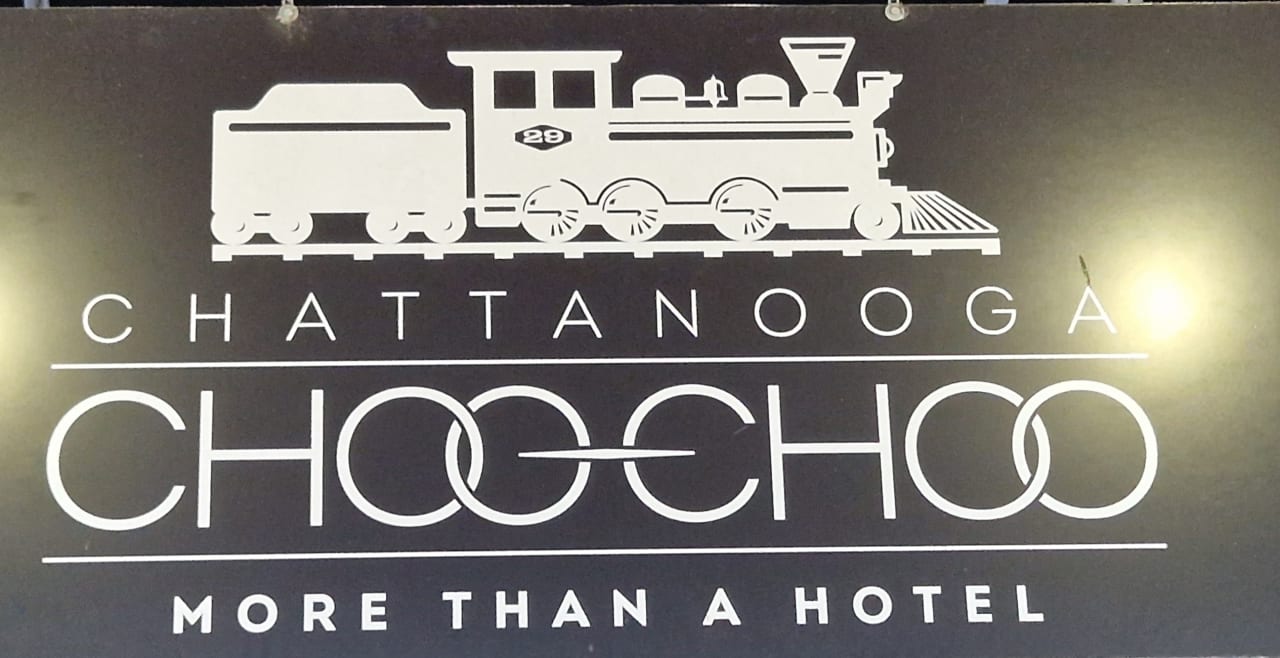 29
CHATTANOOGA
CHOO-CHOO
MORE THAN A HOTEL